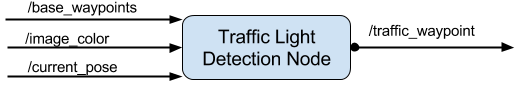 /base_waypoints
/image_color
/current_pose
Traffic Light
Detection Node
/traffic_waypoint